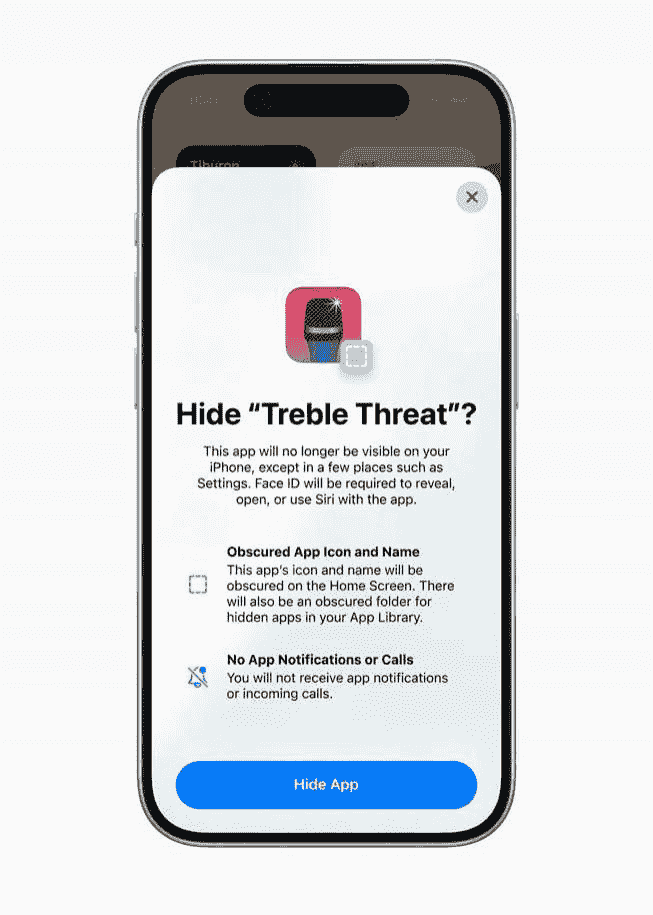 Tiburon
Hide “Treble Threat”?
This app will no longer be visible on your
iPhone, except in a few places such as
Settings. Face ID will be required to reveal,
open, or use Siri with the app.
Obscured App Icon and Name
This app’s icon and name will be
obscured on the Home Screen. There
will also be an obscured folder for
hidden apps in your App Library.
No App Notifications or Calls
You will not receive app notifications
or incoming calls.
Hide App